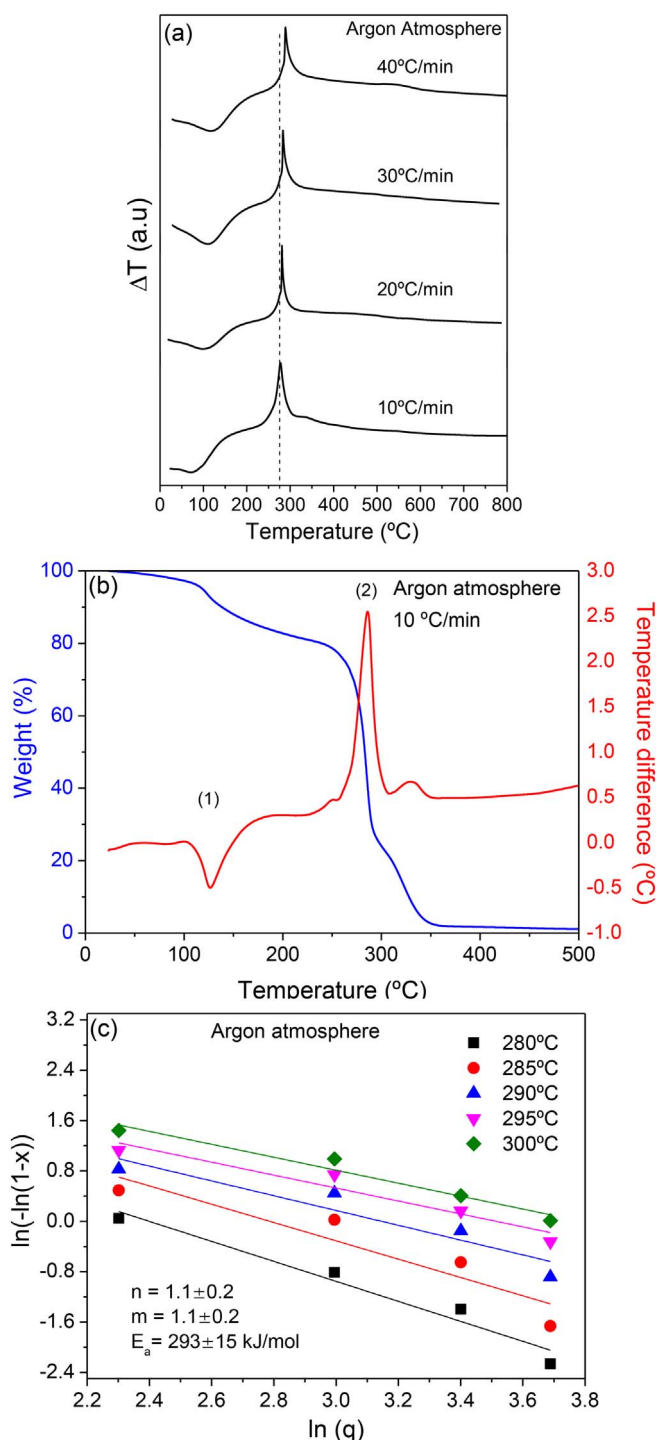 (a)
Argon Atmosphere
40ºC/min
30ºC/min
20ºC/min
10ºC/min
ΔT (a.u)
0 100 200 300 400 500 600 700 800
Temperature (ºC)
(b)
(2)
Argon atmosphere
10 ºC/min
(1)
100
80
60
40
20
0
Weight (%)
3.0
2.5
2.0
1.5
1.0
0.5
0.0
-0.5
-1.0
Temperature difference (ºC)
0 100 200 300 400 500
Temperature (ºC)
(c)
Argon atmosphere
280ºC
285ºC
290ºC
295ºC
300ºC
3.2
2.4
1.6
0.8
0.0
-0.8
-1.6
-2.4
ln(-ln(1-x))
n = 1.1±0.2
m = 1.1±0.2
Ea= 293±15 kJ/mol
2.2 2.4 2.6 2.8 3.0 3.2 3.4 3.6 3.8
ln (q)